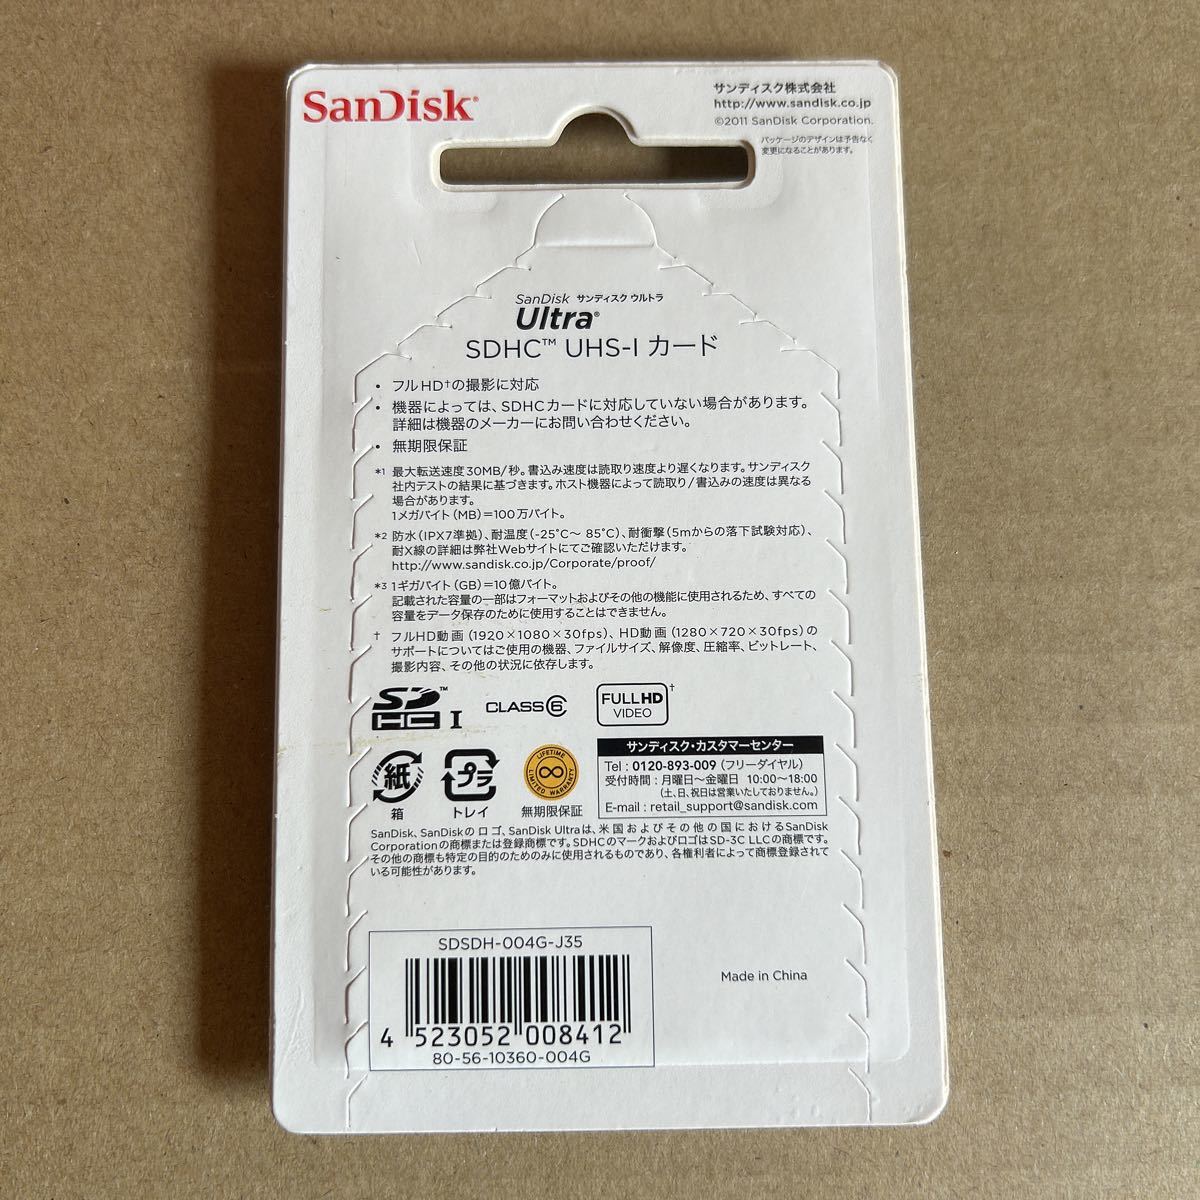 SanDisk®
サンディスク株式会社
http://www.sandisk.co.jp
©2011 SanDisk Corporation.
パッケージのデザインは予告なく
変更になることがあります。
SanDisk サンディスク ウルトラ
Ultra®
SDHC™ UHS-I カード
• フルHD†の撮影に対応
• 機器によっては、SDHCカードに対応していない場合があります。
詳細は機器のメーカーにお問い合わせください。
• 無期限保証
*1 最大転送速度30MB/秒。書込み速度は読取り速度より遅くなります。サンディスク
社内テストの結果に基づきます。ホスト機器によって読取り/書込みの速度は異なる
場合があります。
1メガバイト(MB)=100万バイト。
*2 防水(IPX7準拠)、耐温度(-25°C〜 85°C)、耐衝撃(5mからの落下試験対応)、
耐X線の詳細は弊社Webサイトにてご確認いただけます。
http://www.sandisk.co.jp/Corporate/proof/
*3 1ギガバイト(GB)=10億バイト。
記載された容量の一部はフォーマットおよびその他の機能に使用されるため、すべての
容量をデータ保存のために使用することはできません。
† フルHD動画(1920×1080×30fps)、HD動画(1280×720×30fps)の
サポートについてはご使用の機器、ファイルサイズ、解像度、圧縮率、ビットレート、
撮影内容、その他の状況に依存します。
SD™
HC I
CLASS 6
FULL HD†
VIDEO
紙
箱
プラ
トレイ
LIFETIME
LIMITED WARRANTY
無期限保証
サンディスク・カスタマーセンター
Tel : 0120-893-009 (フリーダイヤル)
受付時間 : 月曜日〜金曜日 10:00〜18:00
(土、日、祝日は営業いたしておりません。)
E-mail : retail_support@sandisk.com
SanDisk、SanDiskのロゴ、SanDisk Ultraは、米国およびその他の国におけるSanDisk
Corporationの商標または登録商標です。SDHCのマークおよびロゴはSD-3C LLCの商標です。
その他の商標も特定の目的のためのみに使用されるものであり、各権利者によって商標登録されて
いる可能性があります。
SDSDH-004G-J35
4 523052 008412
80-56-10360-004G
Made in China